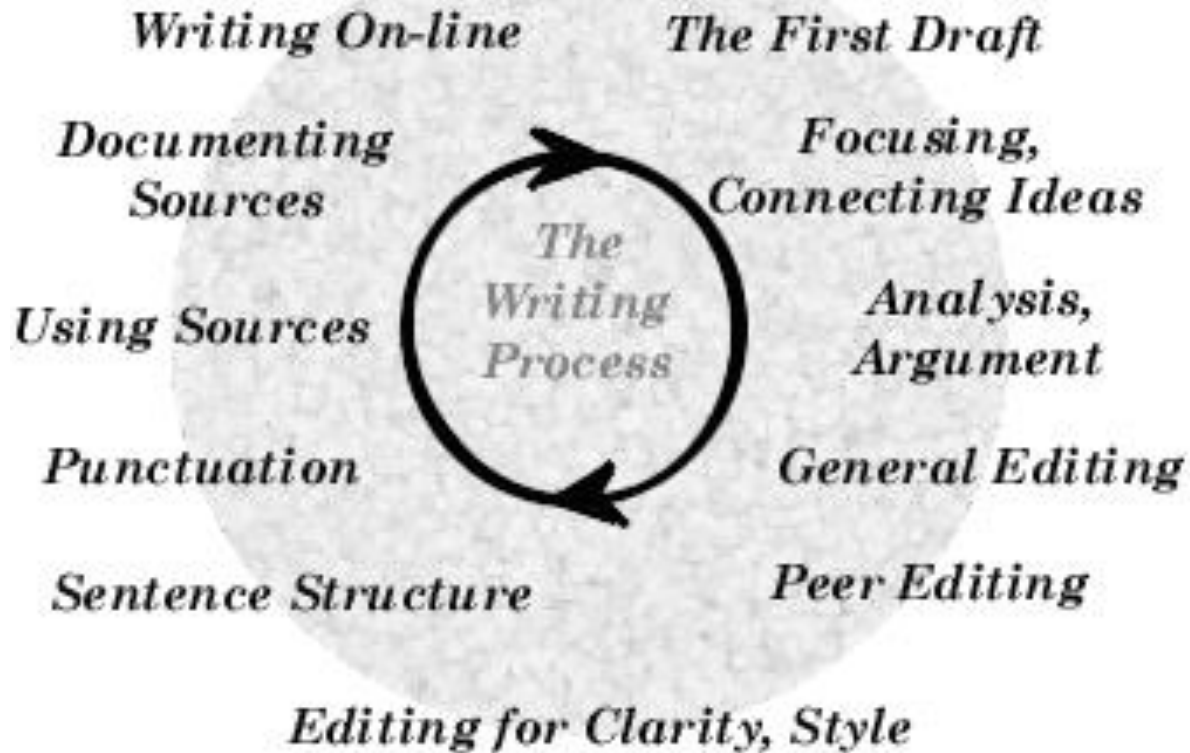 Writing On-line
The First Draft
Documenting
Sources
Focusing,
Connecting Ideas
The
Writing
Process
Using Sources
Analysis,
Argument
Punctuation
General Editing
Sentence Structure
Peer Editing
Editing for Clarity, Style